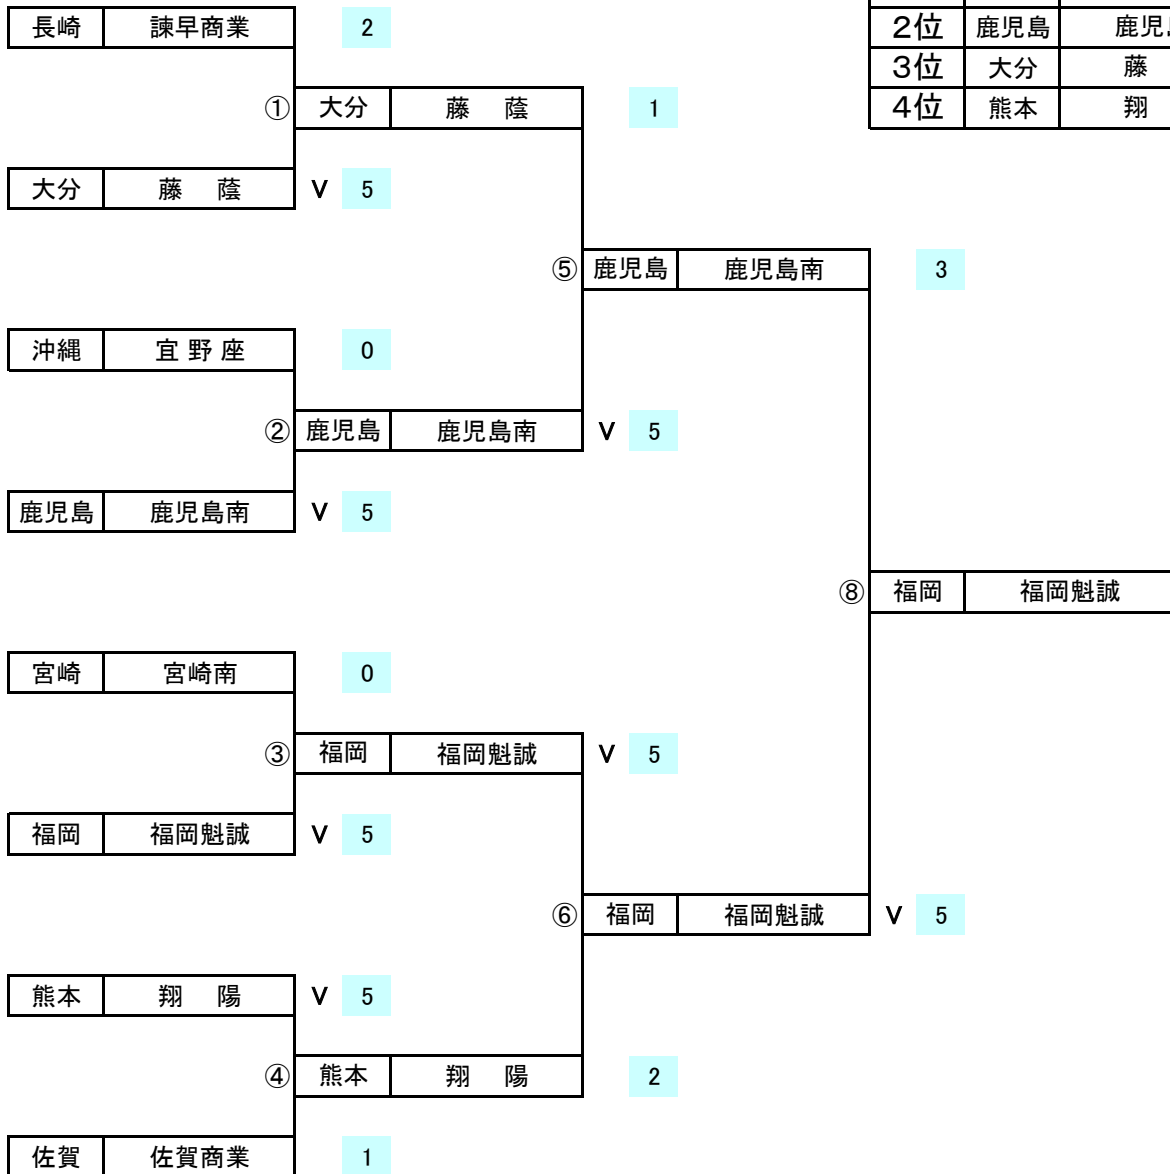 長崎 諫早商業 2
2位 鹿児島 鹿児
3位 大分 藤
① 大分 藤　蔭 1
4位 熊本 翔
大分 藤　蔭 V 5
⑤ 鹿児島 鹿児島南 3
沖縄 宜 野 座 0
② 鹿児島 鹿児島南 V 5
鹿児島 鹿児島南 V 5
⑧ 福岡 福岡魁誠
宮崎 宮崎南 0
③ 福岡 福岡魁誠 V 5
福岡 福岡魁誠 V 5
⑥ 福岡 福岡魁誠 V 5
熊本 翔　陽 V 5
④ 熊本 翔　陽 2
佐賀 佐賀商業 1